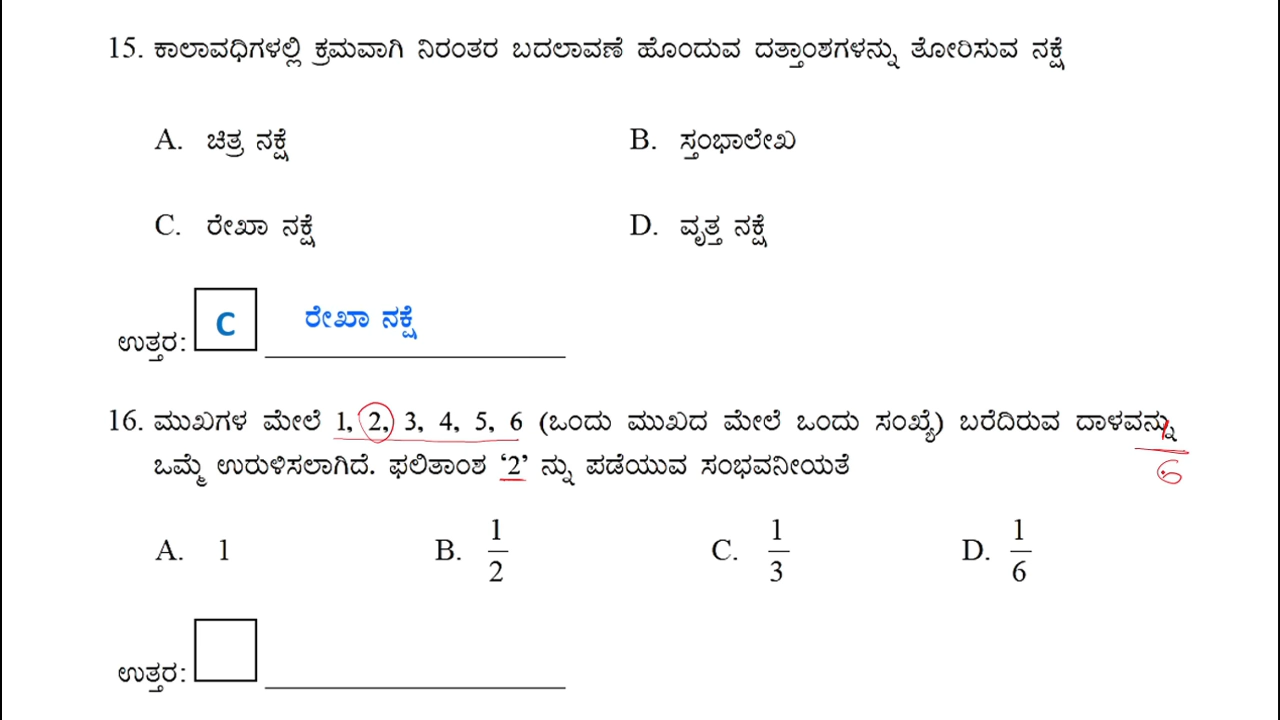 15. ಕಾಲಾವಧಿಗಳಲ್ಲಿ ಕ್ರಮವಾಗಿ ನಿರಂತರ ಬದಲಾವಣೆ ಹೊಂದುವ ದತ್ತಾಂಶಗಳನ್ನು ತೋರಿಸುವ ನಕ್ಷೆ
A. ಚಿತ್ರ ನಕ್ಷೆ B. ಸ್ತಂಭಾಲೇಖ
C. ರೇಖಾ ನಕ್ಷೆ D. ವೃತ್ತ ನಕ್ಷೆ
ಉತ್ತರ: C ರೇಖಾ ನಕ್ಷೆ
16. ಮುಖಗಳ ಮೇಲೆ 1, 2, 3, 4, 5, 6 (ಒಂದು ಮುಖದ ಮೇಲೆ ಒಂದು ಸಂಖ್ಯೆ) ಬರೆದಿರುವ ದಾಳವನ್ನು
ಒಮ್ಮೆ ಉರುಳಿಸಲಾಗಿದೆ. ಫಲಿತಾಂಶ ‘2’ ನ್ನು ಪಡೆಯುವ ಸಂಭವನೀಯತೆ 1/6
A. 1 B. 1/2 C. 1/3 D. 1/6
ಉತ್ತರ: